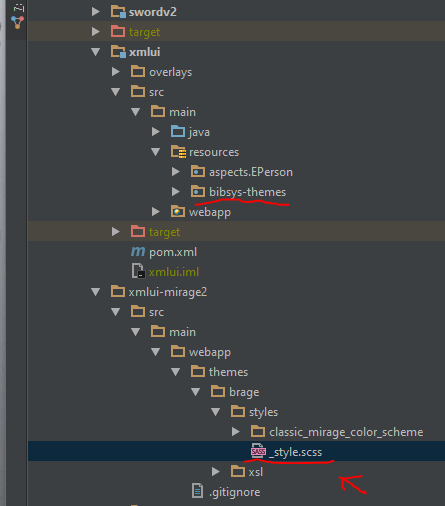 swordv2
target
xmlui
overlays
src
main
java
resources
aspects.EPerson
bibsys-themes
webapp
target
pom.xml
xmlui.iml
xmlui-mirage2
src
main
webapp
themes
brage
styles
classic_mirage_color_scheme
SASS _style.scss
xsl
.gitignore